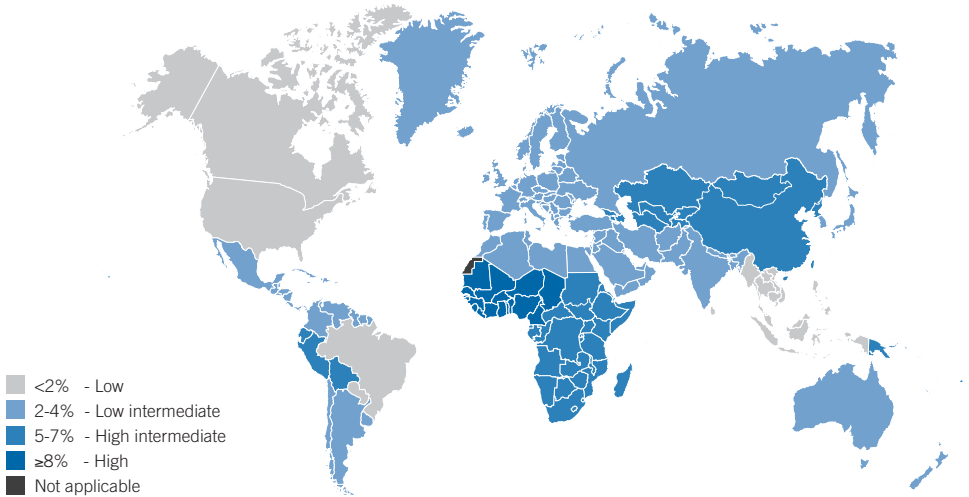 <2% - Low
2-4% - Low intermediate
5-7% - High intermediate
≥8% - High
Not applicable